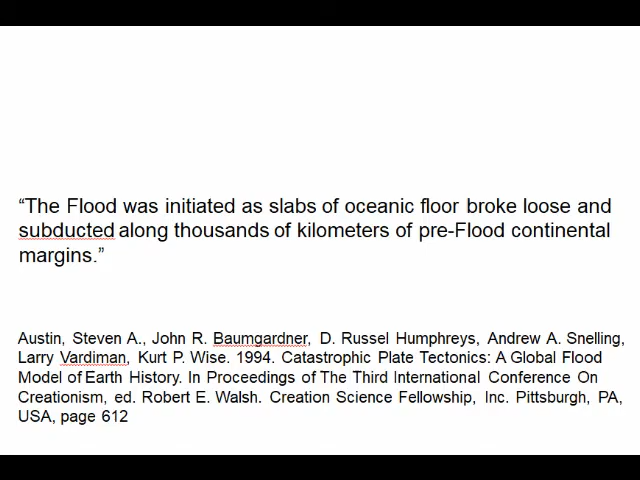 “The Flood was initiated as slabs of oceanic floor broke loose and
subducted along thousands of kilometers of pre-Flood continental
margins.”
Austin, Steven A., John R. Baumgardner, D. Russel Humphreys, Andrew A. Snelling,
Larry Vardiman, Kurt P. Wise. 1994. Catastrophic Plate Tectonics: A Global Flood
Model of Earth History. In Proceedings of The Third International Conference On
Creationism, ed. Robert E. Walsh. Creation Science Fellowship, Inc. Pittsburgh, PA,
USA, page 612